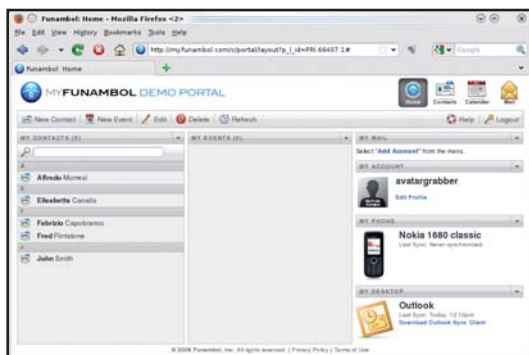 Funambol: Home - Mozilla Firefox <2>
File Edit View History Bookmarks Tools Help
http://my.funambol.com/c/portal/layout?p_l_id=PRI.66407.1#
Google
Funambol: Home
MYFUNAMBOL DEMO PORTAL
Home Contacts Calendar Mail
New Contact New Event Edit Delete Refresh Help Logout
MY CONTACTS (5)
A
Alfredo Morresi
E
Elisabetta Canalis
F
Fabrizio Capobianco
Fred Flintstone
J
John Smith
MY EVENTS (0)
MY MAIL
Select "Add Account" from the menu.
MY ACCOUNT
avatargrabber
Edit Profile
MY PHONE
Nokia 1680 classic
Last Sync: Never synchronized
MY DESKTOP
Outlook
Last Sync: Today, 12:10pm
Download Outlook Sync Client
© 2008 Funambol, Inc. All rights reserved. | Privacy Policy | Terms of Use